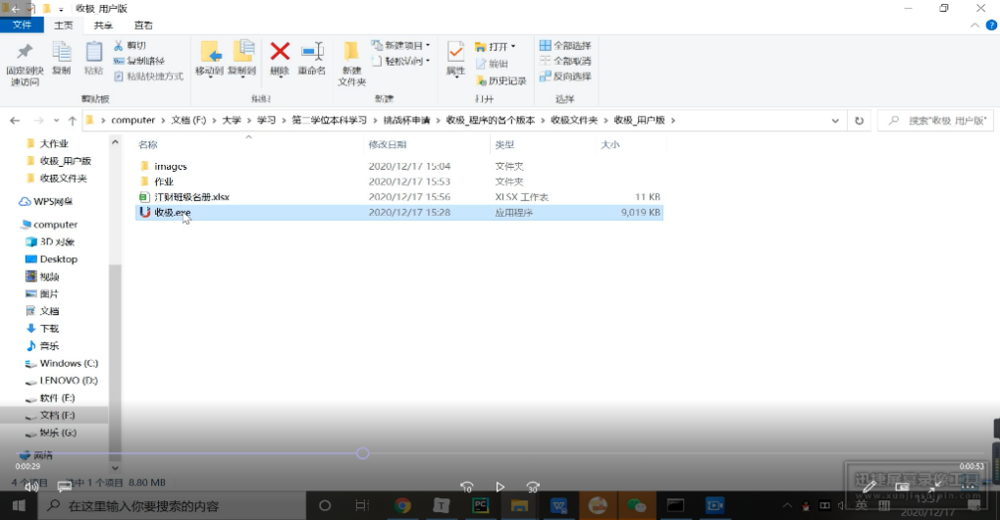 收极_用户版
文件 主页 共享 查看
固定到快速访问 复制 粘贴 剪切 复制路径 粘贴快捷方式 移动到 复制到 删除 重命名 新建文件夹 新建项目 轻松访问 属性 打开 编辑 历史记录 全部选择 全部取消 反向选择
剪贴板 组织 新建 打开 选择
computer 文档 (F:) 大学 学习 第二学位本科学习 挑战杯申请 收极_程序的各个版本 收极文件夹 收极_用户版 搜索"收极_用户版"
名称 修改日期 类型 大小
images 2020/12/17 15:04 文件夹
作业 2020/12/17 15:53 文件夹
汀财班级名册.xlsx 2020/12/17 15:56 XLSX 工作表 11 KB
收极.exe 2020/12/17 15:28 应用程序 9,019 KB
大作业
收极_用户版
收极文件夹
WPS网盘
computer
3D 对象
Desktop
视频
图片
文档
下载
音乐
Windows (C:)
LENOVO (D:)
软件 (E:)
文档 (F:)
娱乐 (G:)
网络
0:00:29 0:00:53
4 个项目 选中 1 个项目 8.80 MB
10 30
迅捷屏幕录像工具
在这里输入你要搜索的内容
英
15:57
2020/12/17